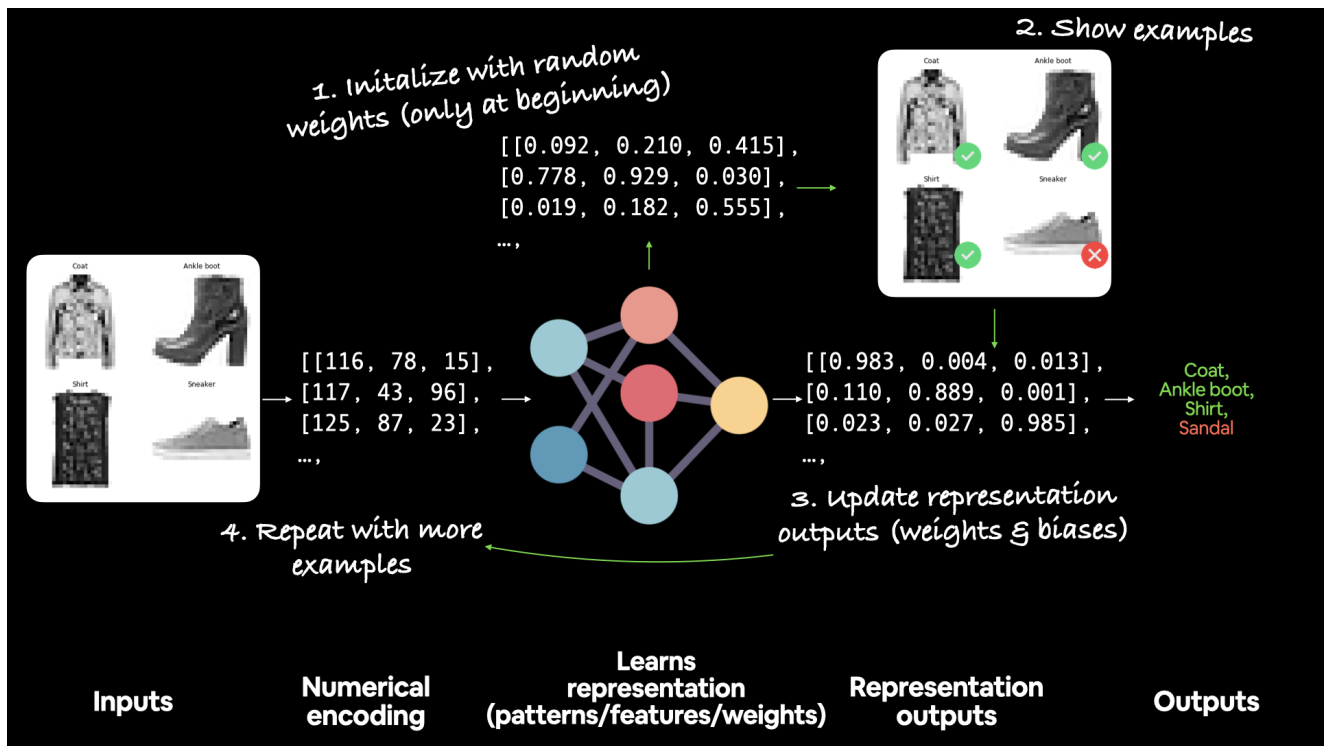 2. Show examples
1. Initalize with random
weights (only at beginning)
Coat
Ankle boot
Shirt
Sneaker
[[0.092, 0.210, 0.415],
[0.778, 0.929, 0.030],
[0.019, 0.182, 0.555],
…,
Coat
Ankle boot
Shirt
Sneaker
[[116, 78, 15],
[117, 43, 96],
[125, 87, 23],
…,
[[0.983, 0.004, 0.013],
[0.110, 0.889, 0.001],
[0.023, 0.027, 0.985],
…,
Coat,
Ankle boot,
Shirt,
Sandal
4. Repeat with more
examples
3. Update representation
outputs (weights & biases)
Inputs
Numerical
encoding
Learns
representation
(patterns/features/weights)
Representation
outputs
Outputs